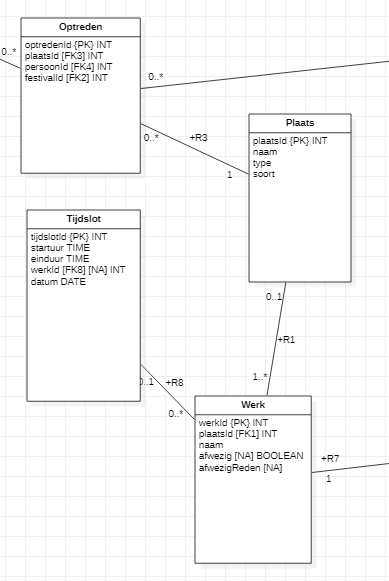 Optreden
optredenId {PK} INT
plaatsId [FK3] INT
persoonId [FK4] INT
festivalId [FK2] INT
0..*
0..*
0..*
+R3
1
Plaats
plaatsId {PK} INT
naam
type
soort
Tijdslot
tijdslotId {PK} INT
startuur TIME
einduur TIME
werkId [FK8] [NA] INT
datum DATE
0..1
+R1
1..*
0..1
+R8
0..*
Werk
werkId {PK} INT
plaatsId [FK1] INT
naam
afwezig [NA] BOOLEAN
afwezigReden [NA]
+R7
1